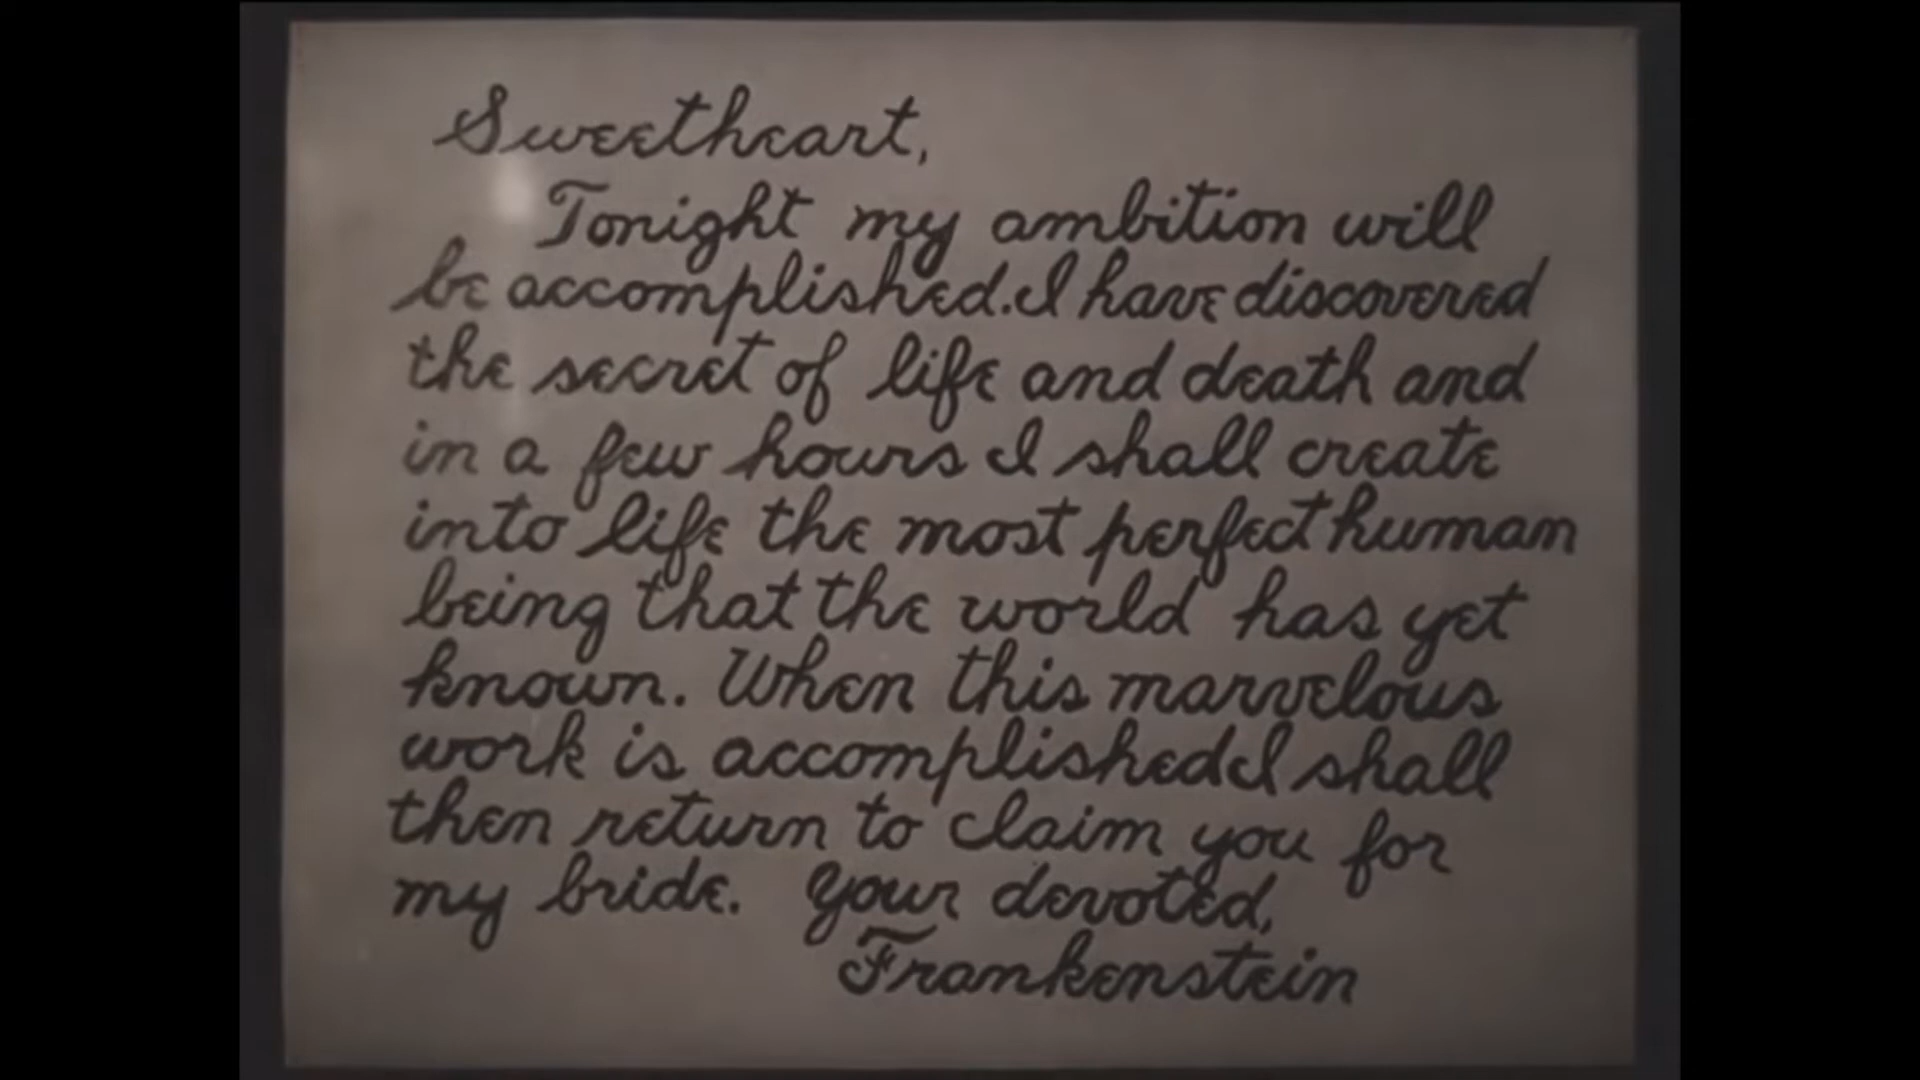 Sweetheart,
Tonight my ambition will
be accomplished. I have discovered
the secret of life and death and
in a few hours I shall create
into life the most perfect human
being that the world has yet
known. When this marvelous
work is accomplished I shall
then return to claim you for
my bride. Your devoted,
Frankenstein